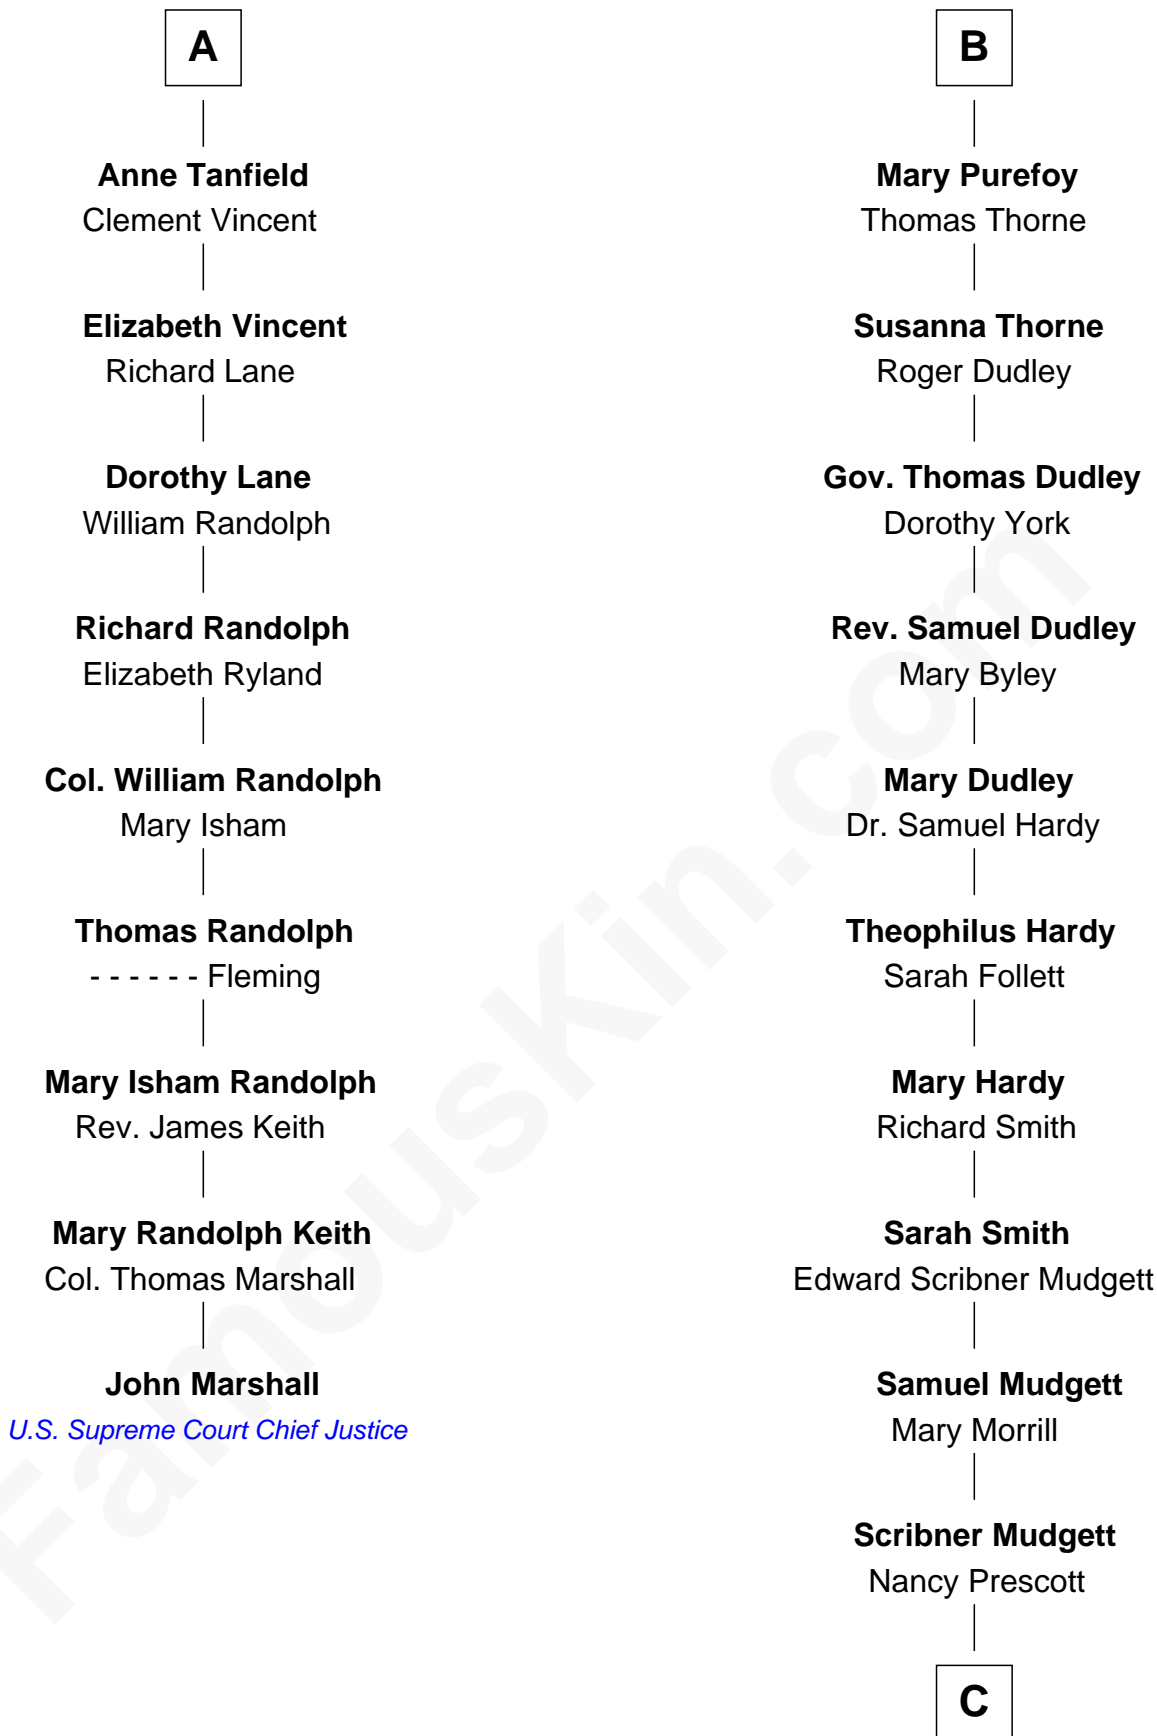 A
Anne Tanfield
Clement Vincent
Elizabeth Vincent
Richard Lane
Dorothy Lane
William Randolph
Richard Randolph
Elizabeth Ryland
Col. William Randolph
Mary Isham
Thomas Randolph
- - - - - - Fleming
Mary Isham Randolph
Rev. James Keith
Mary Randolph Keith
Col. Thomas Marshall
John Marshall
U.S. Supreme Court Chief Justice
B
Mary Purefoy
Thomas Thorne
Susanna Thorne
Roger Dudley
Gov. Thomas Dudley
Dorothy York
Rev. Samuel Dudley
Mary Byley
Mary Dudley
Dr. Samuel Hardy
Theophilus Hardy
Sarah Follett
Mary Hardy
Richard Smith
Sarah Smith
Edward Scribner Mudgett
Samuel Mudgett
Mary Morrill
Scribner Mudgett
Nancy Prescott
C
FamousKin.com